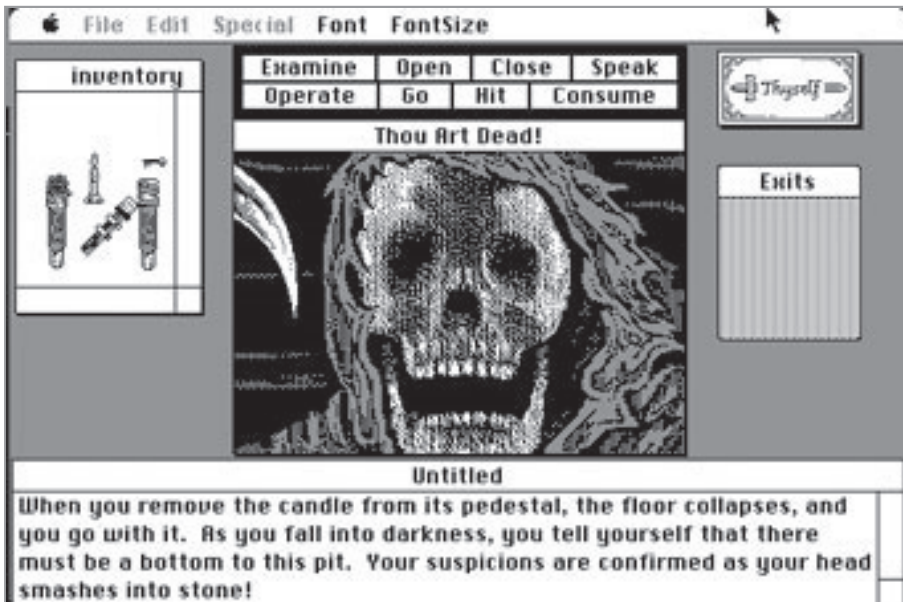 File Edit Special Font FontSize
inventory
Examine Open Close Speak
Operate Go Hit Consume
Thyself
Thou Art Dead!
Exits
Untitled
When you remove the candle from its pedestal, the floor collapses, and
you go with it. As you fall into darkness, you tell yourself that there
must be a bottom to this pit. Your suspicions are confirmed as your head
smashes into stone!